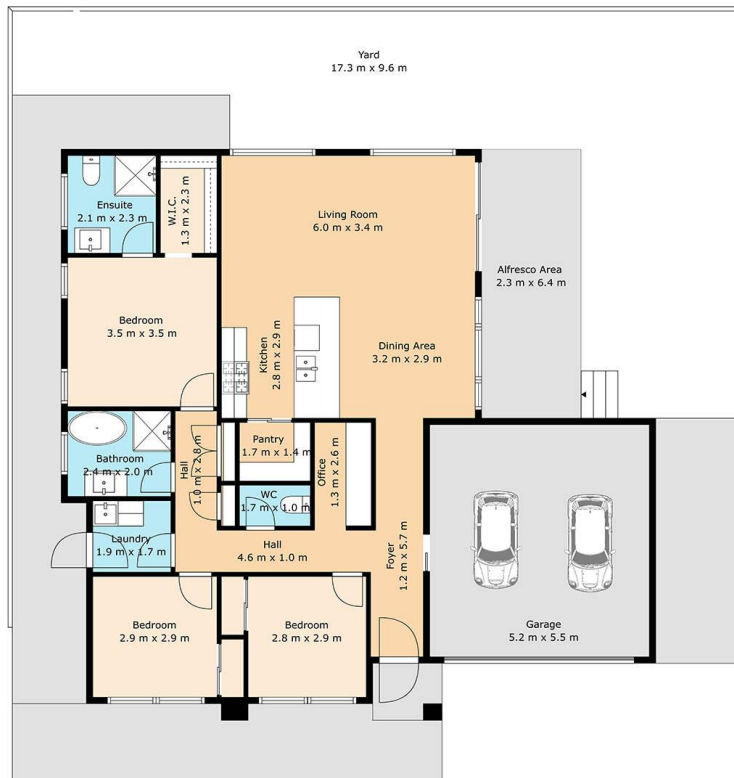 Yard
17.3 m x 9.6 m
Ensuite
2.1 m x 2.3 m
W.I.C.
1.3 m x 2.3 m
Living Room
6.0 m x 3.4 m
Alfresco Area
2.3 m x 6.4 m
Bedroom
3.5 m x 3.5 m
Kitchen
2.8 m x 2.9 m
Dining Area
3.2 m x 2.9 m
Bathroom
2.4 m x 2.0 m
Hall
1.0 m x 2.8 m
Pantry
1.7 m x 1.4 m
Office
1.3 m x 2.6 m
WC
1.7 m x 1.0 m
Laundry
1.9 m x 1.7 m
Hall
4.6 m x 1.0 m
Foyer
1.2 m x 5.7 m
Bedroom
2.9 m x 2.9 m
Bedroom
2.8 m x 2.9 m
Garage
5.2 m x 5.5 m